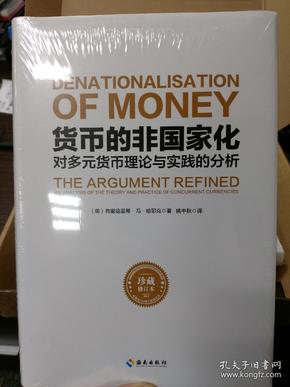 DENATIONALISATION
OF MONEY
货币的非国家化
对多元货币理论与实践的分析
THE ARGUMENT REFINED
AN ANALYSIS OF THE THEORY AND PRACTICE OF CONCURRENT CURRENCIES
(英)弗里德里希·冯·哈耶克 著 姚中秋 译
珍藏
修订本
海南出版社
孔夫子旧书网